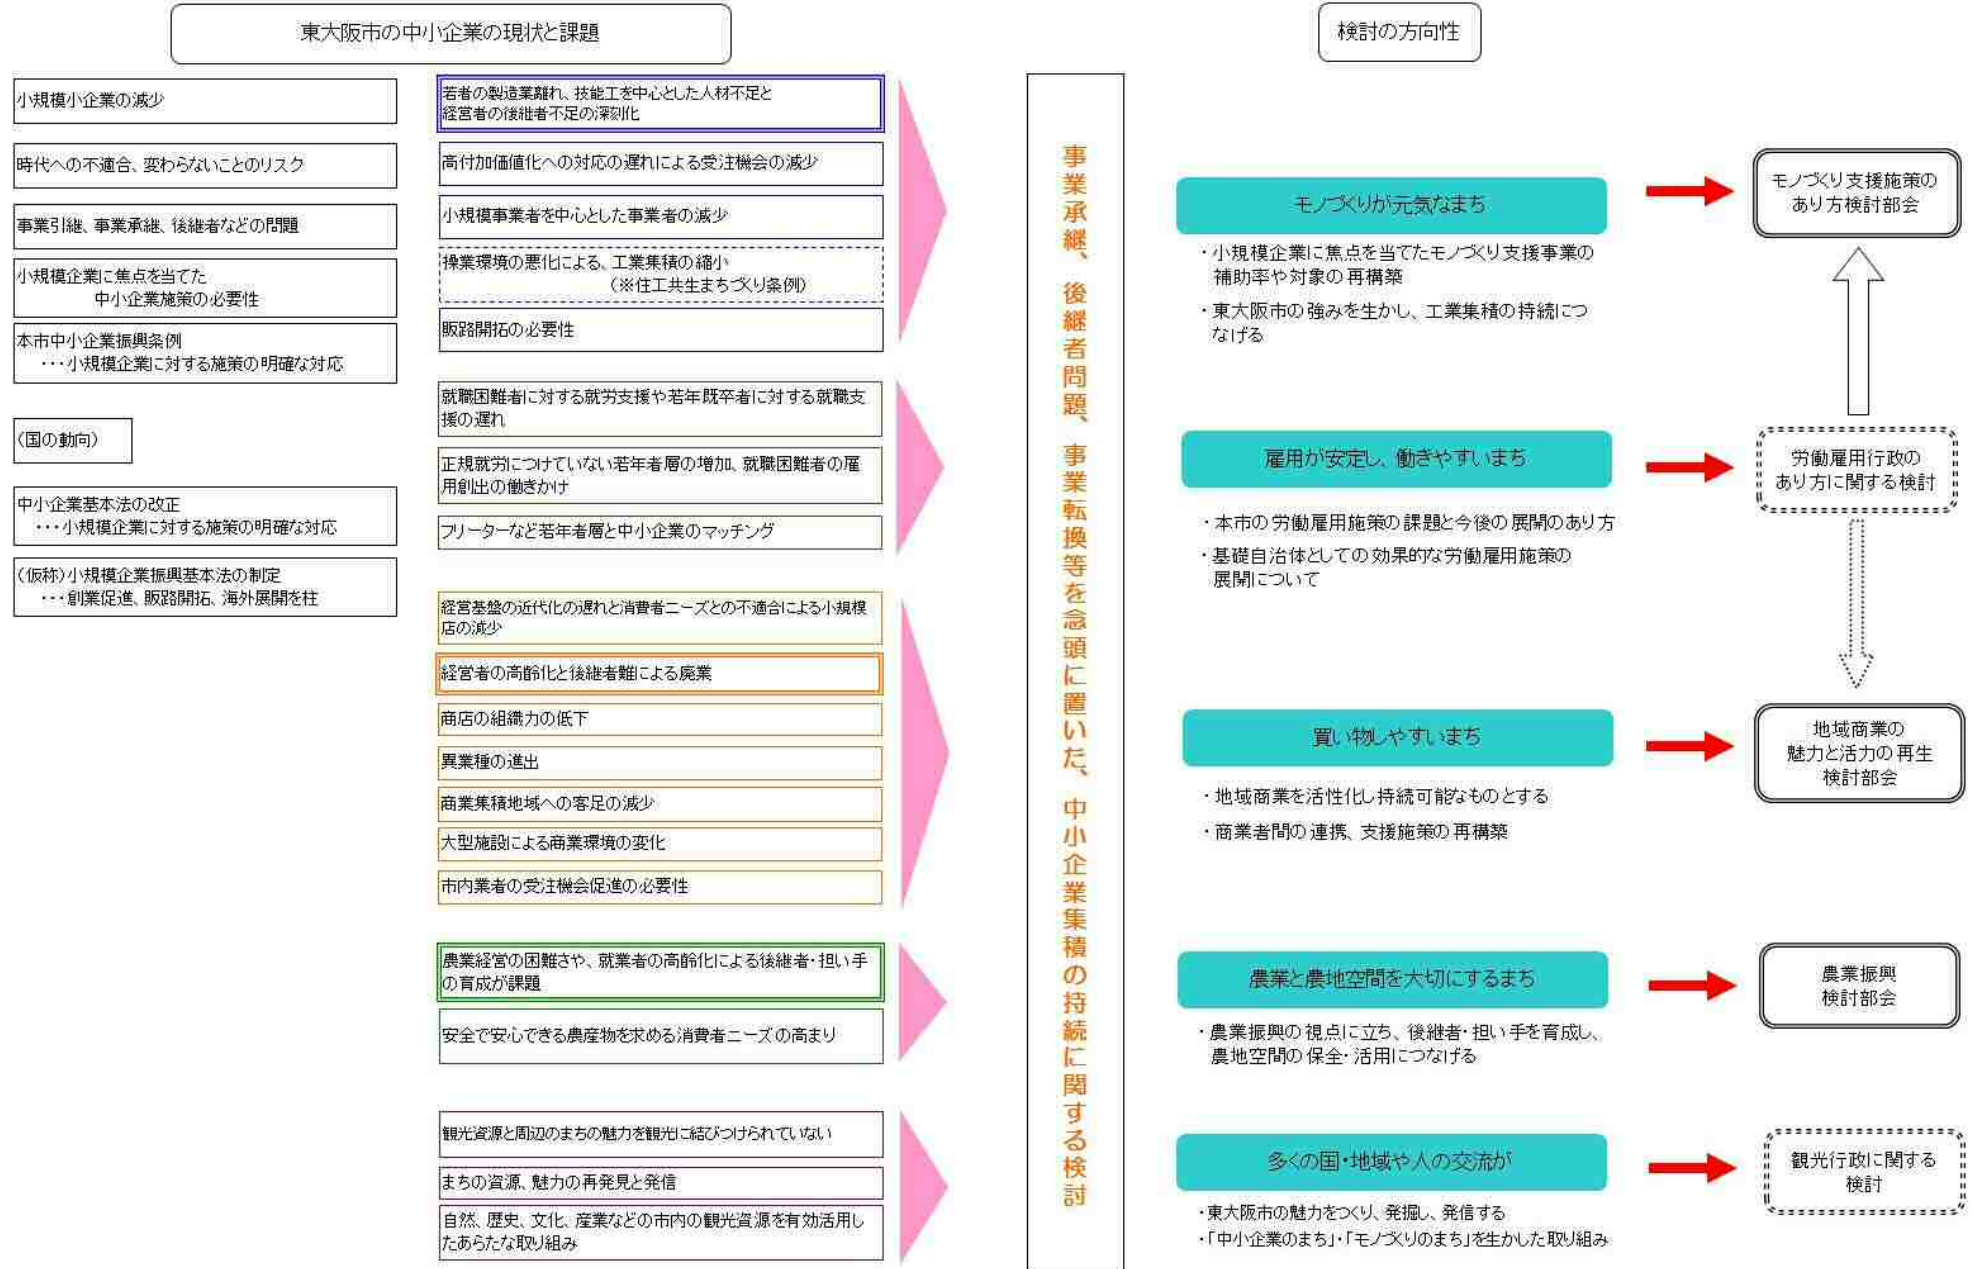 東大阪市の中小企業の現状と課題
検討の方向性
小規模小企業の減少
時代への不適合、変わらないことのリスク
事業引継、事業承継、後継者などの問題
小規模企業に焦点を当てた
中小企業施策の必要性
本市中小企業振興条例
・・・小規模企業に対する施策の明確な対応
(国の動向)
中小企業基本法の改正
・・・小規模企業に対する施策の明確な対応
(仮称)小規模企業振興基本法の制定
・・・創業促進、販路開拓、海外展開を柱
若者の製造業離れ、技能工を中心とした人材不足と
経営者の後継者不足の深刻化
高付加価値化への対応の遅れによる受注機会の減少
小規模事業者を中心とした事業者の減少
操業環境の悪化による、工業集積の縮小
(※住工共生まちづくり条例)
販路開拓の必要性
就職困難者に対する就労支援や若年既卒者に対する就職支
援の遅れ
正規就労につけていない若年者層の増加、就職困難者の雇
用創出の働きかけ
フリーターなど若年者層と中小企業のマッチング
経営基盤の近代化の遅れと消費者ニーズとの不適合による小規模
店の減少
経営者の高齢化と後継者難による廃業
商店の組織力の低下
異業種の進出
商業集積地域への客足の減少
大型施設による商業環境の変化
市内業者の受注機会促進の必要性
農業経営の困難さや、就業者の高齢化による後継者・担い手
の育成が課題
安全で安心できる農産物を求める消費者ニーズの高まり
観光資源と周辺のまちの魅力を観光に結びつけられていない
まちの資源、魅力の再発見と発信
自然、歴史、文化、産業などの市内の観光資源を有効活用し
たあらたな取り組み
事業承継、後継者問題、事業転換等を念頭に置いた、中小企業集積の持続に関する検討
モノづくりが元気なまち
・小規模企業に焦点を当てたモノづくり支援事業の
補助率や対象の再構築
・東大阪市の強みを生かし、工業集積の持続につ
なげる
モノづくり支援施策の
あり方検討部会
雇用が安定し、働きやすいまち
・本市の労働雇用施策の課題と今後の展開のあり方
・基礎自治体としての効果的な労働雇用施策の
展開について
労働雇用行政の
あり方に関する検討
買い物しやすいまち
・地域商業を活性化し持続可能なものとする
・商業者間の連携、支援施策の再構築
地域商業の
魅力と活力の再生
検討部会
農業と農地空間を大切にするまち
・農業振興の視点に立ち、後継者・担い手を育成し、
農地空間の保全・活用につなげる
農業振興
検討部会
多くの国・地域や人の交流が
・東大阪市の魅力をつくり、発掘し、発信する
・「中小企業のまち」・「モノづくりのまち」を生かした取り組み
観光行政に関する
検討